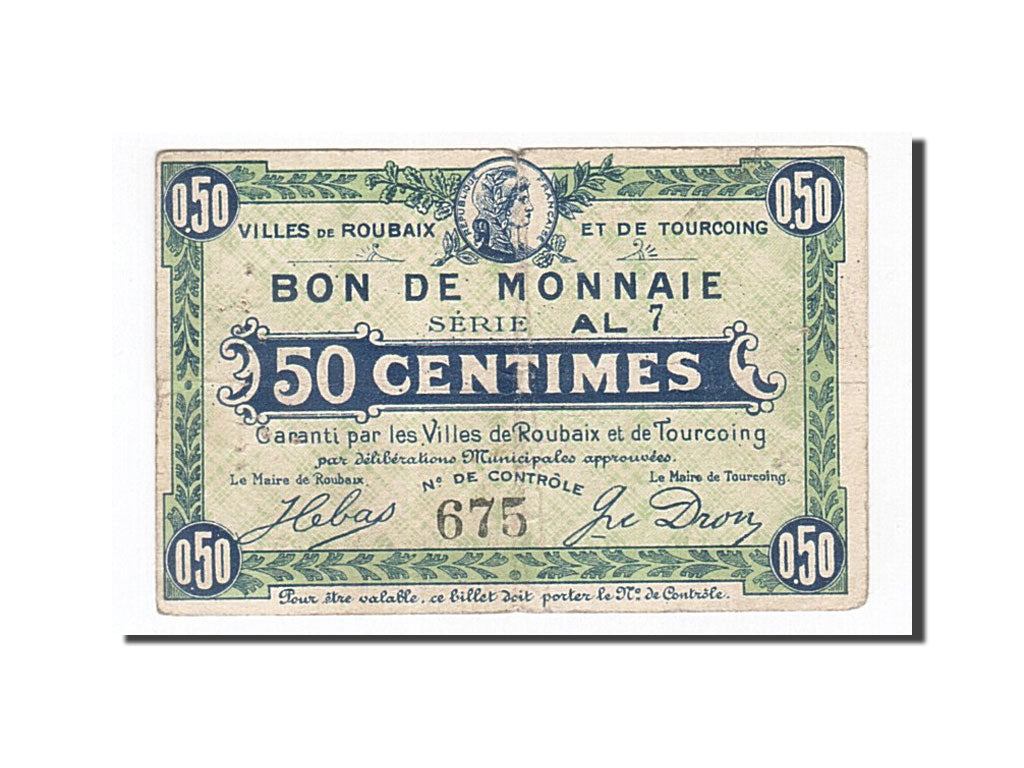 0.50 0.50
RÉPUBLIQUE FRANÇAISE
VILLES DE ROUBAIX ET DE TOURCOING
BON DE MONNAIE
SÉRIE AL 7
50 CENTIMES
Garanti par les Villes de Roubaix et de Tourcoing
par délibérations Municipales approuvées.
Le Maire de Roubaix. Nº DE CONTRÔLE Le Maire de Tourcoing.
HLebas 675 Gve Dron
0.50 0.50
Pour être valable, ce billet doit porter le Nº de Contrôle.